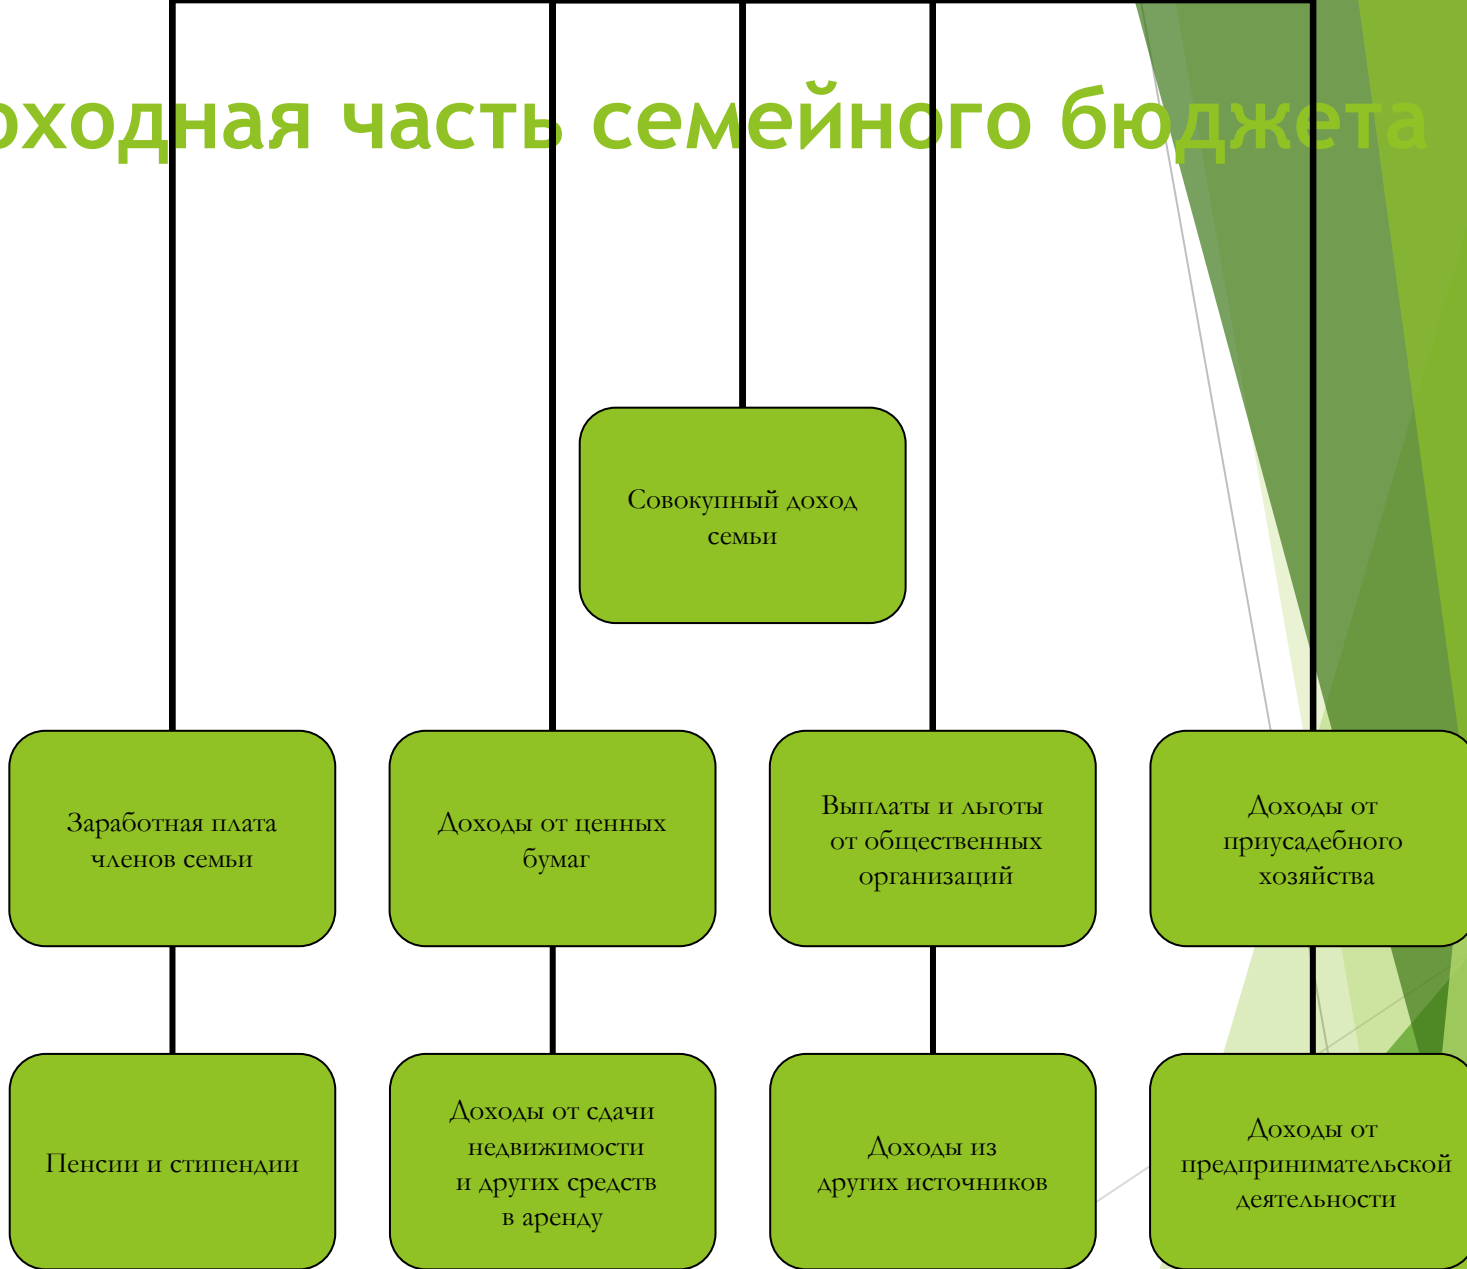 оходная часть семейного бюджета
Совокупный доход
семьи
Заработная плата
членов семьи
Доходы от ценных
бумаг
Выплаты и льготы
от общественных
организаций
Доходы от
приусадебного
хозяйства
Пенсии и стипендии
Доходы от сдачи
недвижимости
и других средств
в аренду
Доходы из
других источников
Доходы от
предпринимательской
деятельности